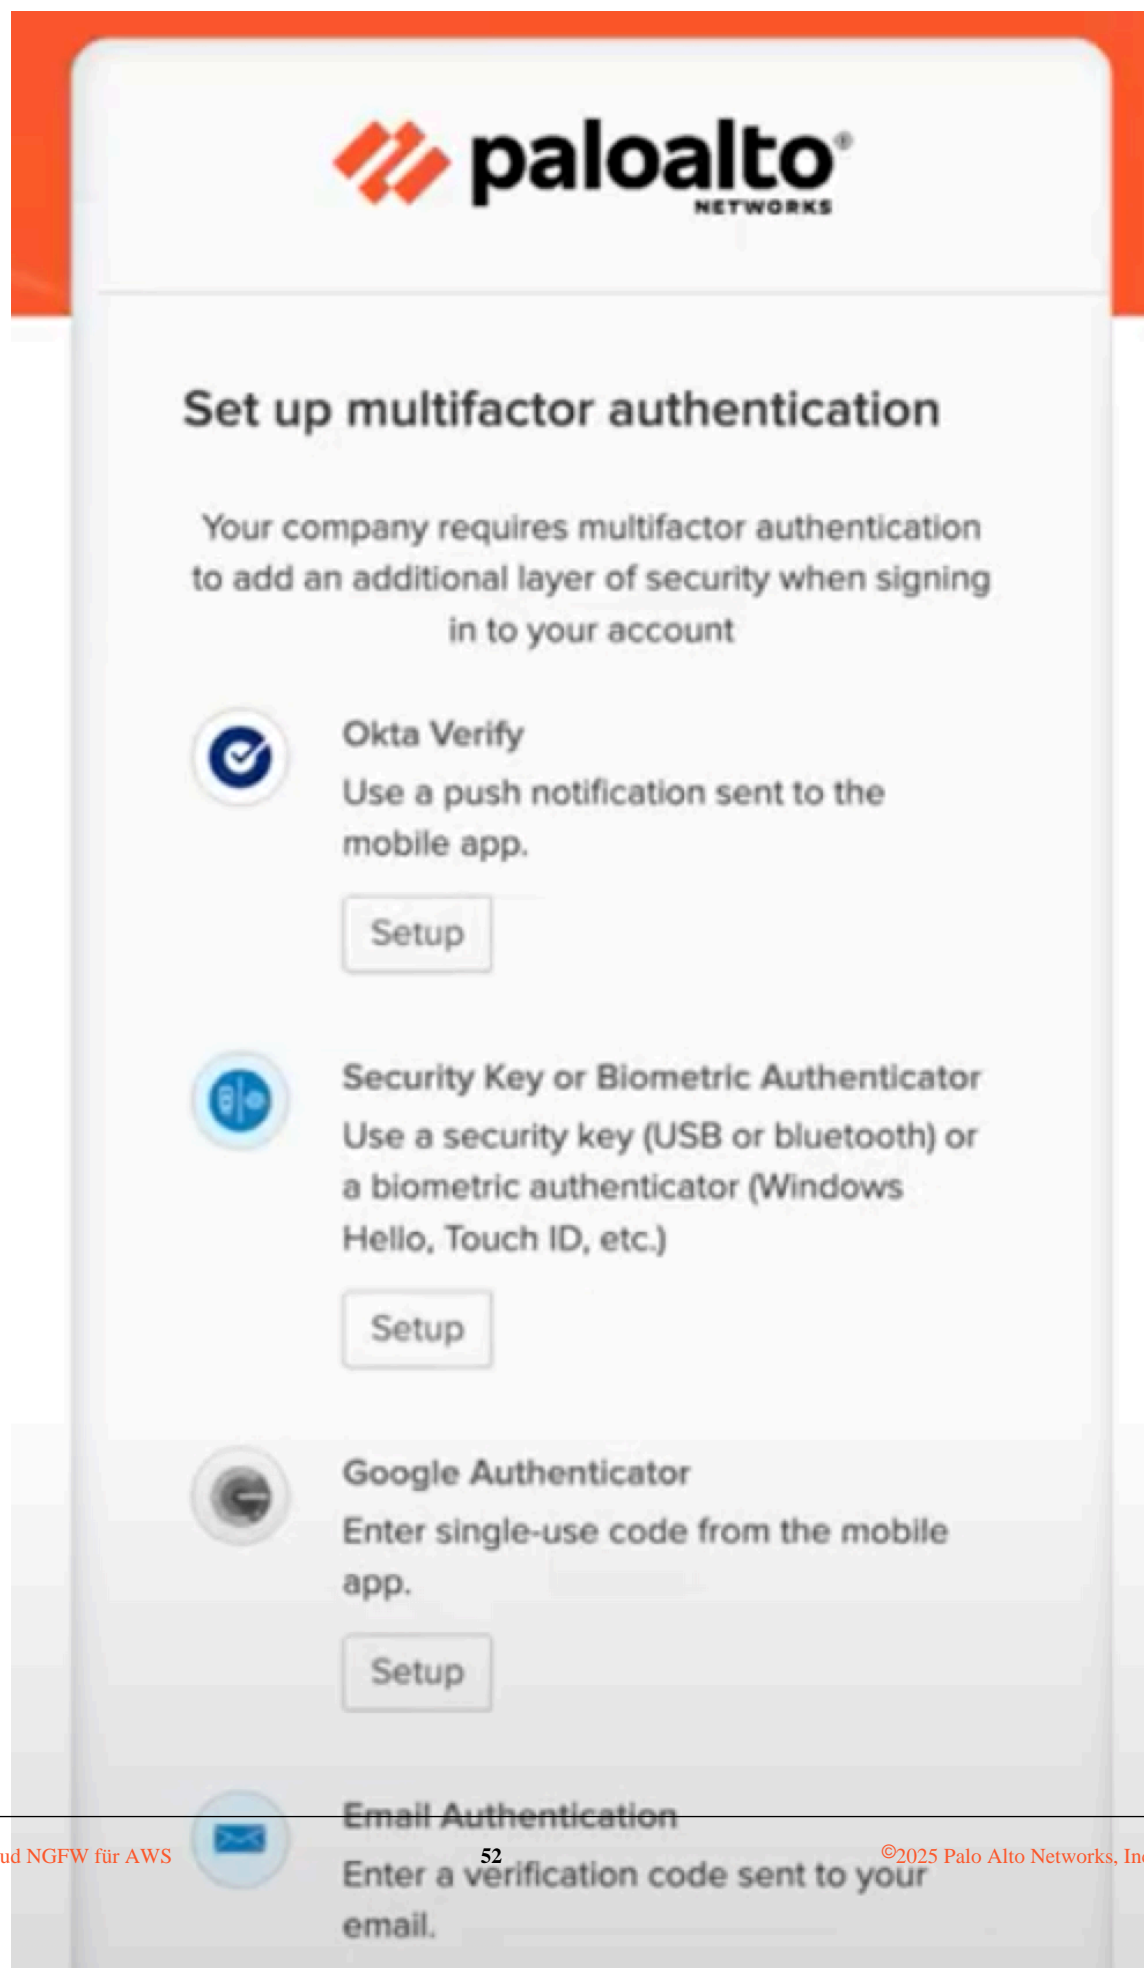 paloalto®
NETWORKS
Set up multifactor authentication
Your company requires multifactor authentication
to add an additional layer of security when signing
in to your account
Okta Verify
Use a push notification sent to the
mobile app.
Setup
Security Key or Biometric Authenticator
Use a security key (USB or bluetooth) or
a biometric authenticator (Windows
Hello, Touch ID, etc.)
Setup
Google Authenticator
Enter single-use code from the mobile
app.
Setup
Email Authentication
ud NGFW für AWS 52 ©2025 Palo Alto Networks, Inc
Enter a verification code sent to your
email.